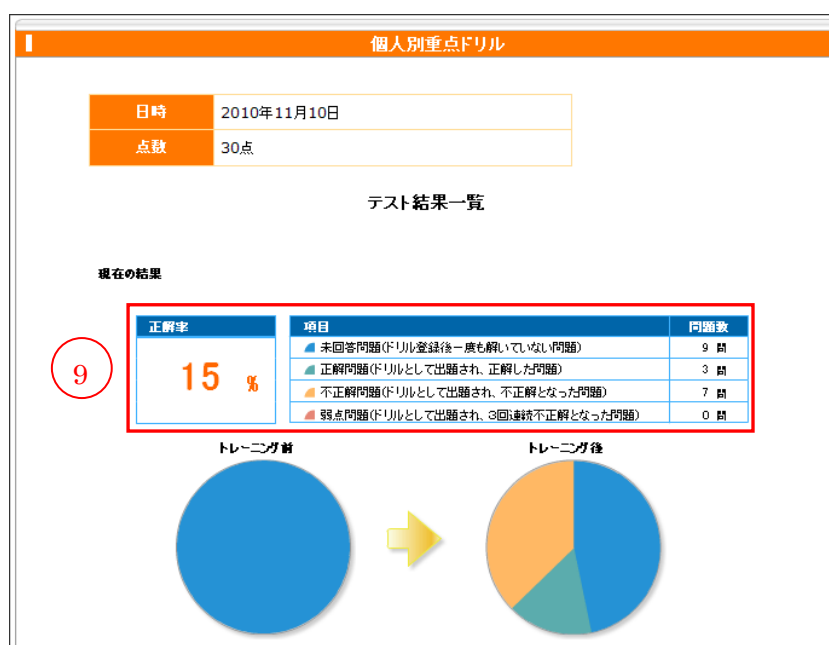 個人別重点ドリル
日時 2010年11月10日
点数 30点
テスト結果一覧
現在の結果
正解率 項目 問題数
未回答問題(ドリル登録後一度も解いていない問題) 9 問
正解問題(ドリルとして出題され、正解した問題) 3 問
15 %
不正解問題(ドリルとして出題され、不正解となった問題) 7 問
弱点問題(ドリルとして出題され、3回連続不正解となった問題) 0 問
9
トレーニング前 トレーニング後